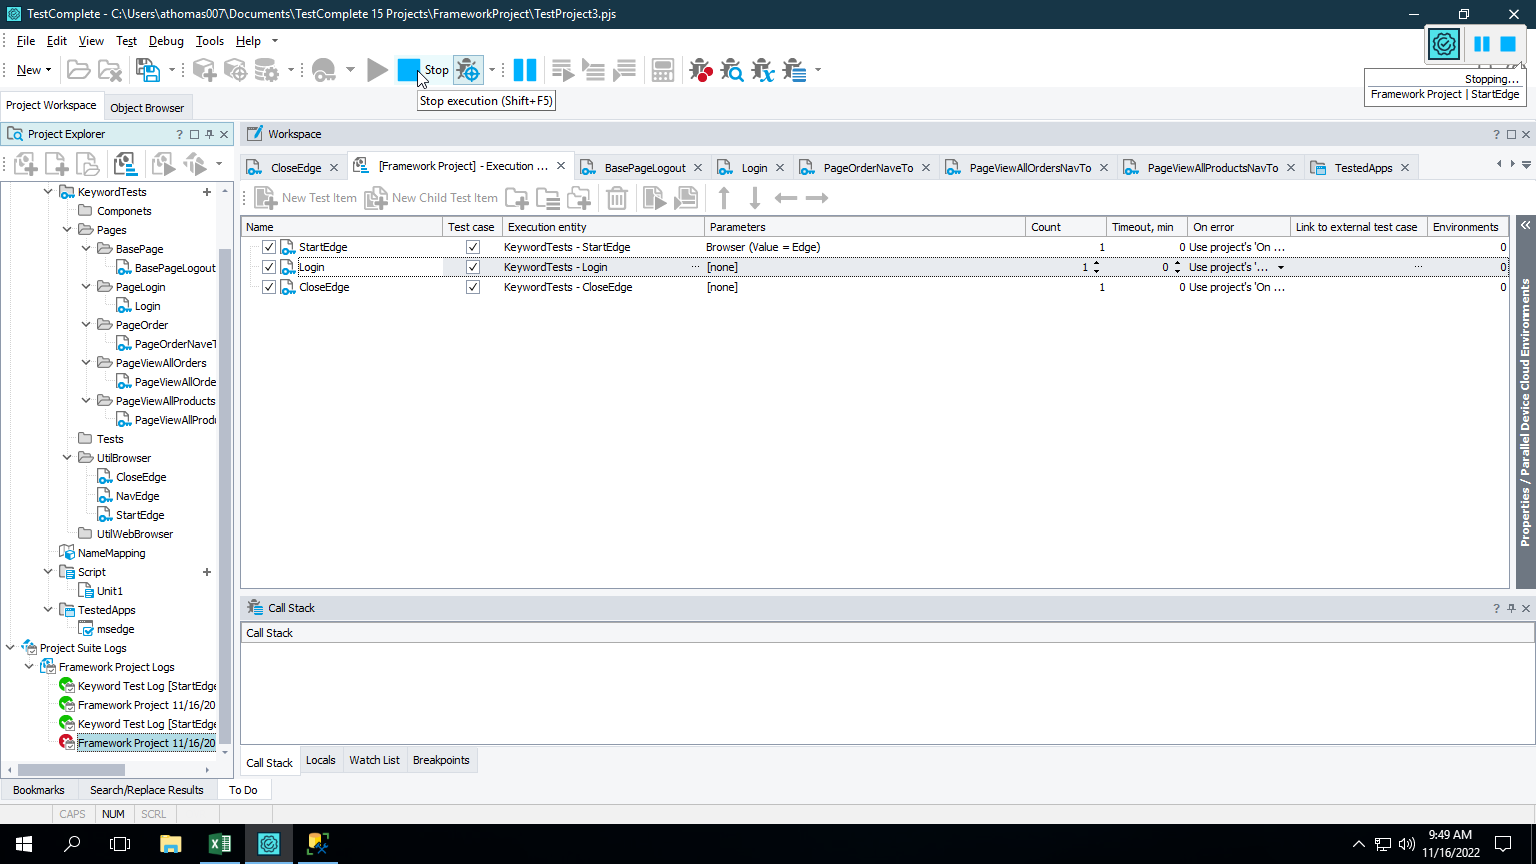 TestComplete - C:\Users\athomas007\Documents\TestComplete 15 Projects\FrameworkProject\TestProject3.pjs
File Edit View Test Debug Tools Help
New
Stop
Stop execution (Shift+F5)
Stopping...
Framework Project | StartEdge
Project Workspace
Object Browser
Project Explorer
?
Workspace
?
CloseEdge
[Framework Project] - Execution ...
BasePageLogout
Login
PageOrderNaveTo
PageViewAllOrdersNavTo
PageViewAllProductsNavTo
TestedApps
New Test Item
New Child Test Item
Name
Test case
Execution entity
Parameters
Count
Timeout, min
On error
Link to external test case
Environments
StartEdge KeywordTests - StartEdge Browser (Value = Edge) 1 0 Use project's 'On ... 0
Login KeywordTests - Login ... [none] 1 0 Use project's '... ... 0
CloseEdge KeywordTests - CloseEdge [none] 1 0 Use project's 'On ... 0
Properties / Parallel Device Cloud Environments
KeywordTests
Componets
Pages
BasePage
BasePageLogout
PageLogin
Login
PageOrder
PageOrderNaveT
PageViewAllOrders
PageViewAllOrde
PageViewAllProducts
PageViewAllProdu
Tests
UtilBrowser
CloseEdge
NavEdge
StartEdge
UtilWebBrowser
NameMapping
Script
Unit1
TestedApps
msedge
Project Suite Logs
Framework Project Logs
Keyword Test Log [StartEdge
Framework Project 11/16/20
Keyword Test Log [StartEdge
Framework Project 11/16/20
Call Stack
?
Call Stack
Call Stack
Locals
Watch List
Breakpoints
Bookmarks
Search/Replace Results
To Do
CAPS
NUM
SCRL
9:49 AM
11/16/2022